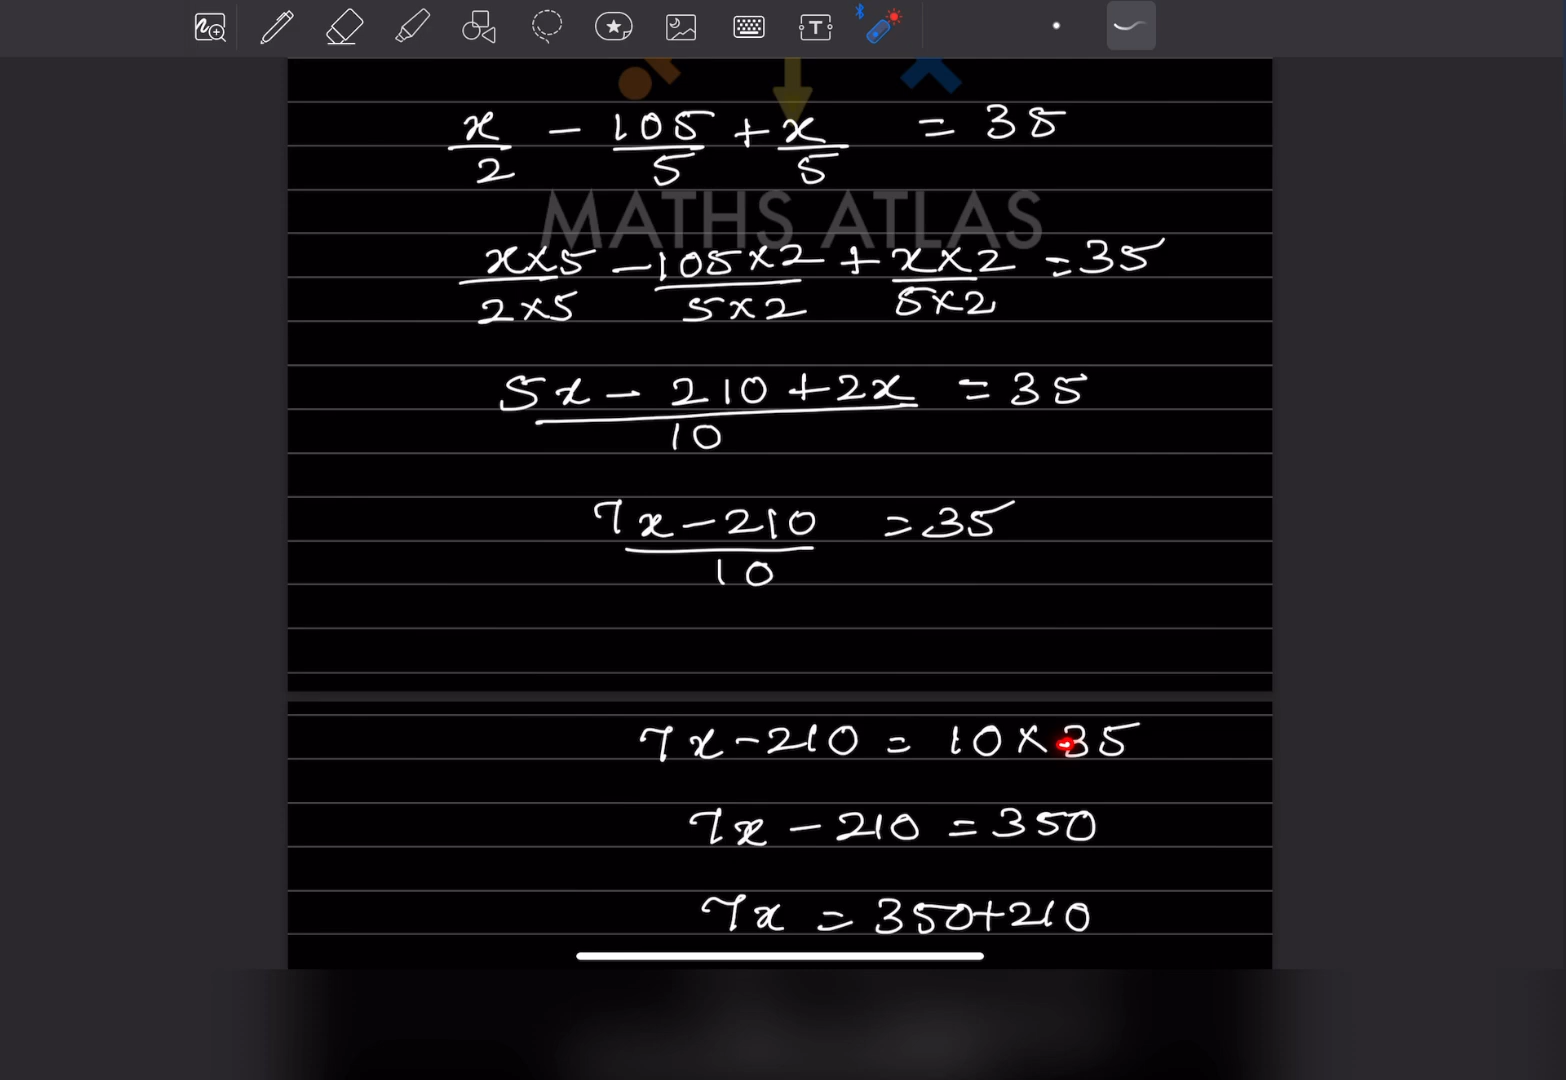 x/2 - 105/5 + x/5 = 35
MATHS ATLAS
x×5/2×5 - 105×2/5×2 + x×2/5×2 = 35
5x - 210 + 2x/10 = 35
7x - 210/10 = 35
7x - 210 = 10 × 35
7x - 210 = 350
7x = 350 + 210